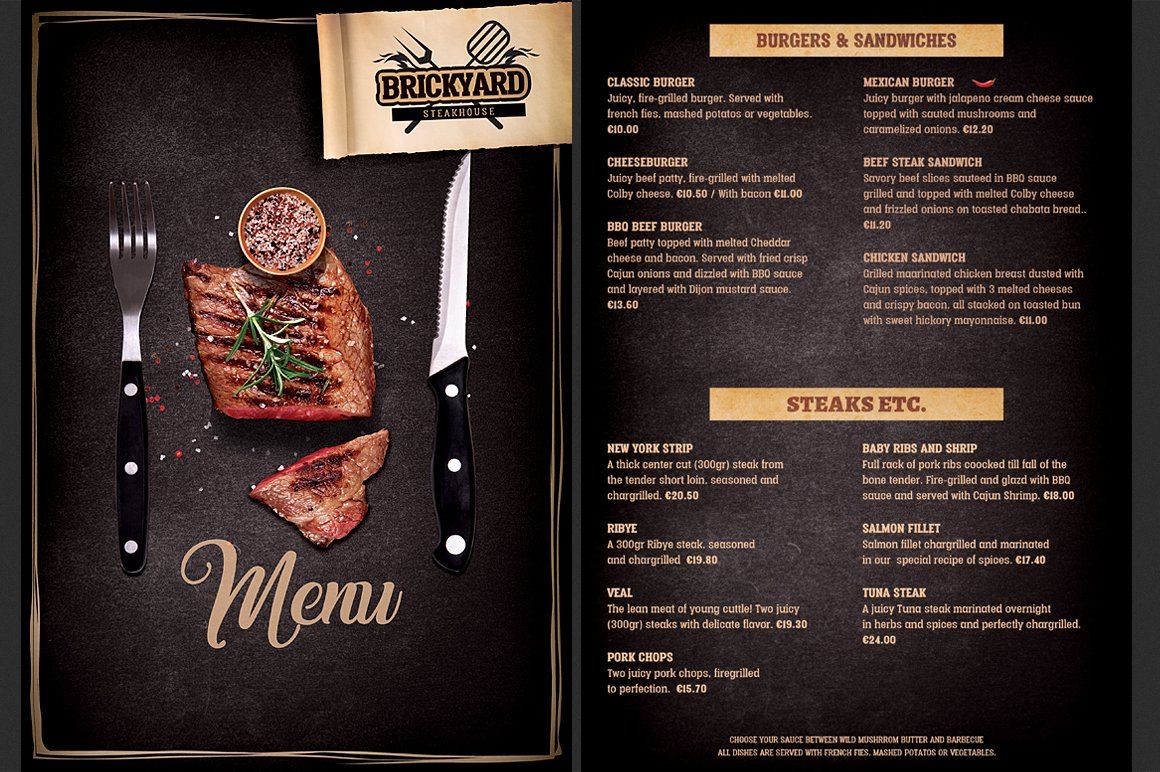 BRICKYARD
STEAKHOUSE
Menu
BURGERS & SANDWICHES
CLASSIC BURGER
Juicy, fire-grilled burger. Served with
french fies, mashed potatos or vegetables.
€10.00
CHEESEBURGER
Juicy beef patty, fire-grilled with melted
Colby cheese. €10.50 / With bacon €11.00
BBQ BEEF BURGER
Beef patty topped with melted Cheddar
cheese and bacon. Served with fried crisp
Cajun onions and dizzled with BBQ sauce
and layered with Dijon mustard sauce.
€13.60
MEXICAN BURGER
Juicy burger with jalapeno cream cheese sauce
topped with sauted mushrooms and
caramelized onions. €12.20
BEEF STEAK SANDWICH
Savory beef slices sauteed in BBQ sauce
grilled and topped with melted Colby cheese
and frizzled onions on toasted chabata bread..
€11.20
CHICKEN SANDWICH
Grilled maarinated chicken breast dusted with
Cajun spices, topped with 3 melted cheeses
and crispy bacon, all stacked on toasted bun
with sweet hickory mayonnaise. €11.00
STEAKS ETC.
NEW YORK STRIP
A thick center cut (300gr) steak from
the tender short loin, seasoned and
chargrilled. €20.50
RIBYE
A 300gr Ribye steak, seasoned
and chargrilled €19.80
VEAL
The lean meat of young cuttle! Two juicy
(300gr) steaks with delicate flavor. €19.30
PORK CHOPS
Two juicy pork chops, firegrilled
to perfection. €15.70
BABY RIBS AND SHRIP
Full rack of pork ribs coocked till fall of the
bone tender. Fire-grilled and glazd with BBQ
sauce and served with Cajun Shrimp. €18.00
SALMON FILLET
Salmon fillet chargrilled and marinated
in our special recipe of spices. €17.40
TUNA STEAK
A juicy Tuna steak marinated overnight
in herbs and spices and perfectly chargrilled.
€24.00
CHOOSE YOUR SAUCE BETWEEN WILD MUSHRROM BUTTER AND BARBECUE
ALL DISHES ARE SERVED WITH FRENCH FIES, MASHED POTATOS OR VEGETABLES.